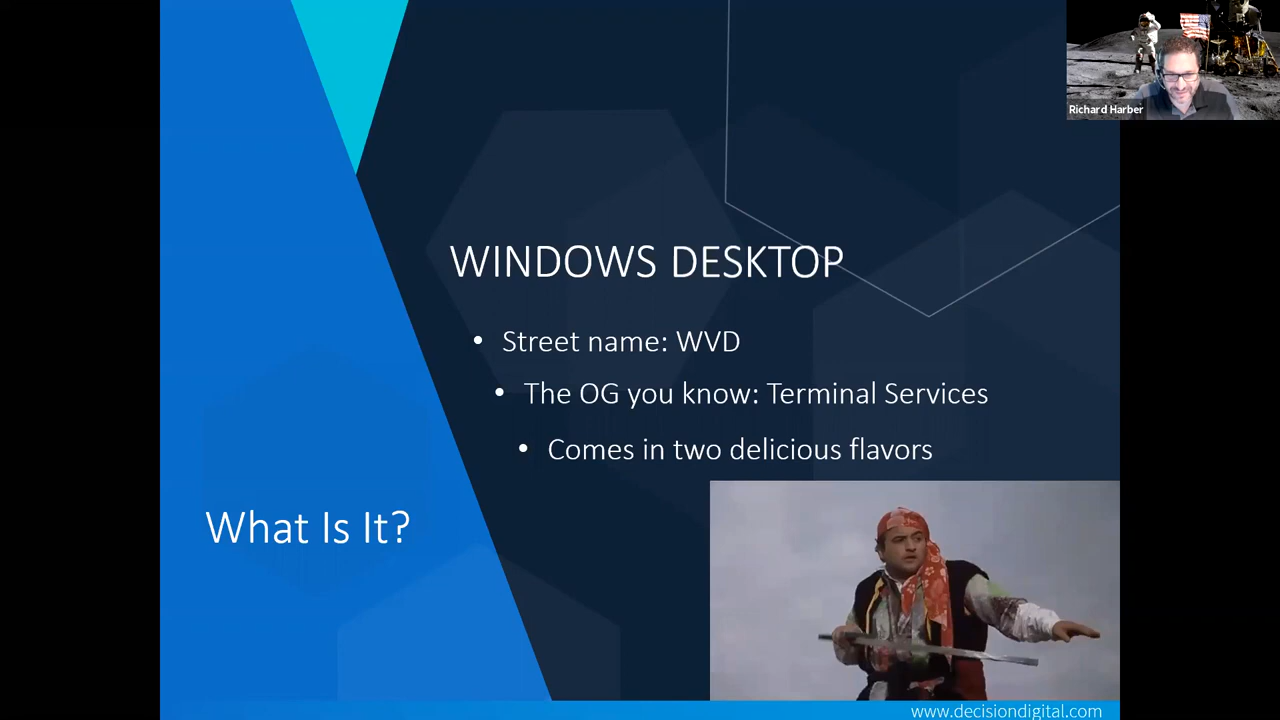 Richard Harber
WINDOWS DESKTOP
• Street name: WVD
• The OG you know: Terminal Services
• Comes in two delicious flavors
What Is It?
www.decisiondigital.com